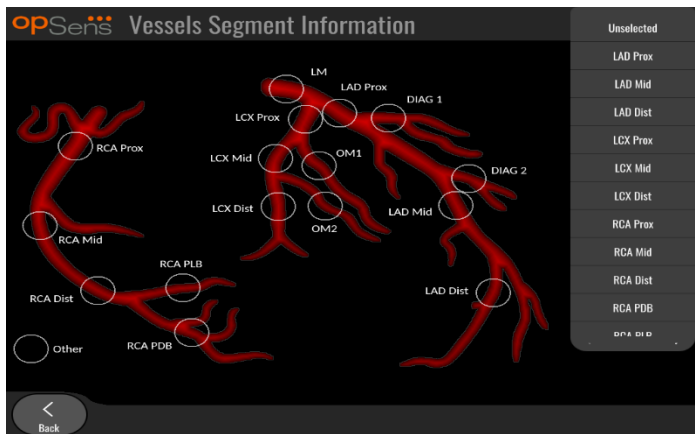 opSens Vessels Segment Information
LM
LAD Prox
DIAG 1
LCX Prox
RCA Prox
LCX Mid
OM1
DIAG 2
LCX Dist
OM2
LAD Mid
RCA Mid
RCA PLB
RCA Dist
LAD Dist
RCA PDB
Other
Back
Unselected
LAD Prox
LAD Mid
LAD Dist
LCX Prox
LCX Mid
LCX Dist
RCA Prox
RCA Mid
RCA Dist
RCA PDB
RCA PLB